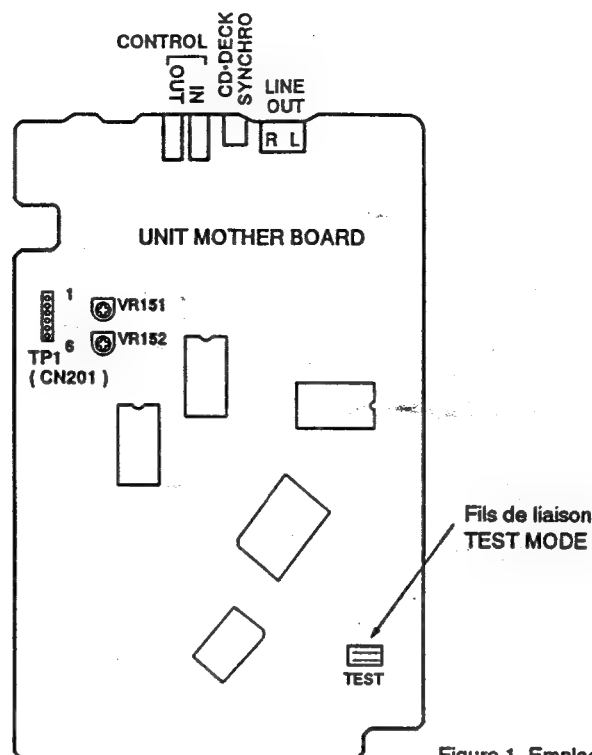 CONTROL
OUT
IN
CD•DECK
SYNCHRO
LINE
OUT
R L
UNIT MOTHER BOARD
1
VR151
6
VR152
TP1
( CN201 )
Fils de liaison
TEST MODE
TEST
Figure 1